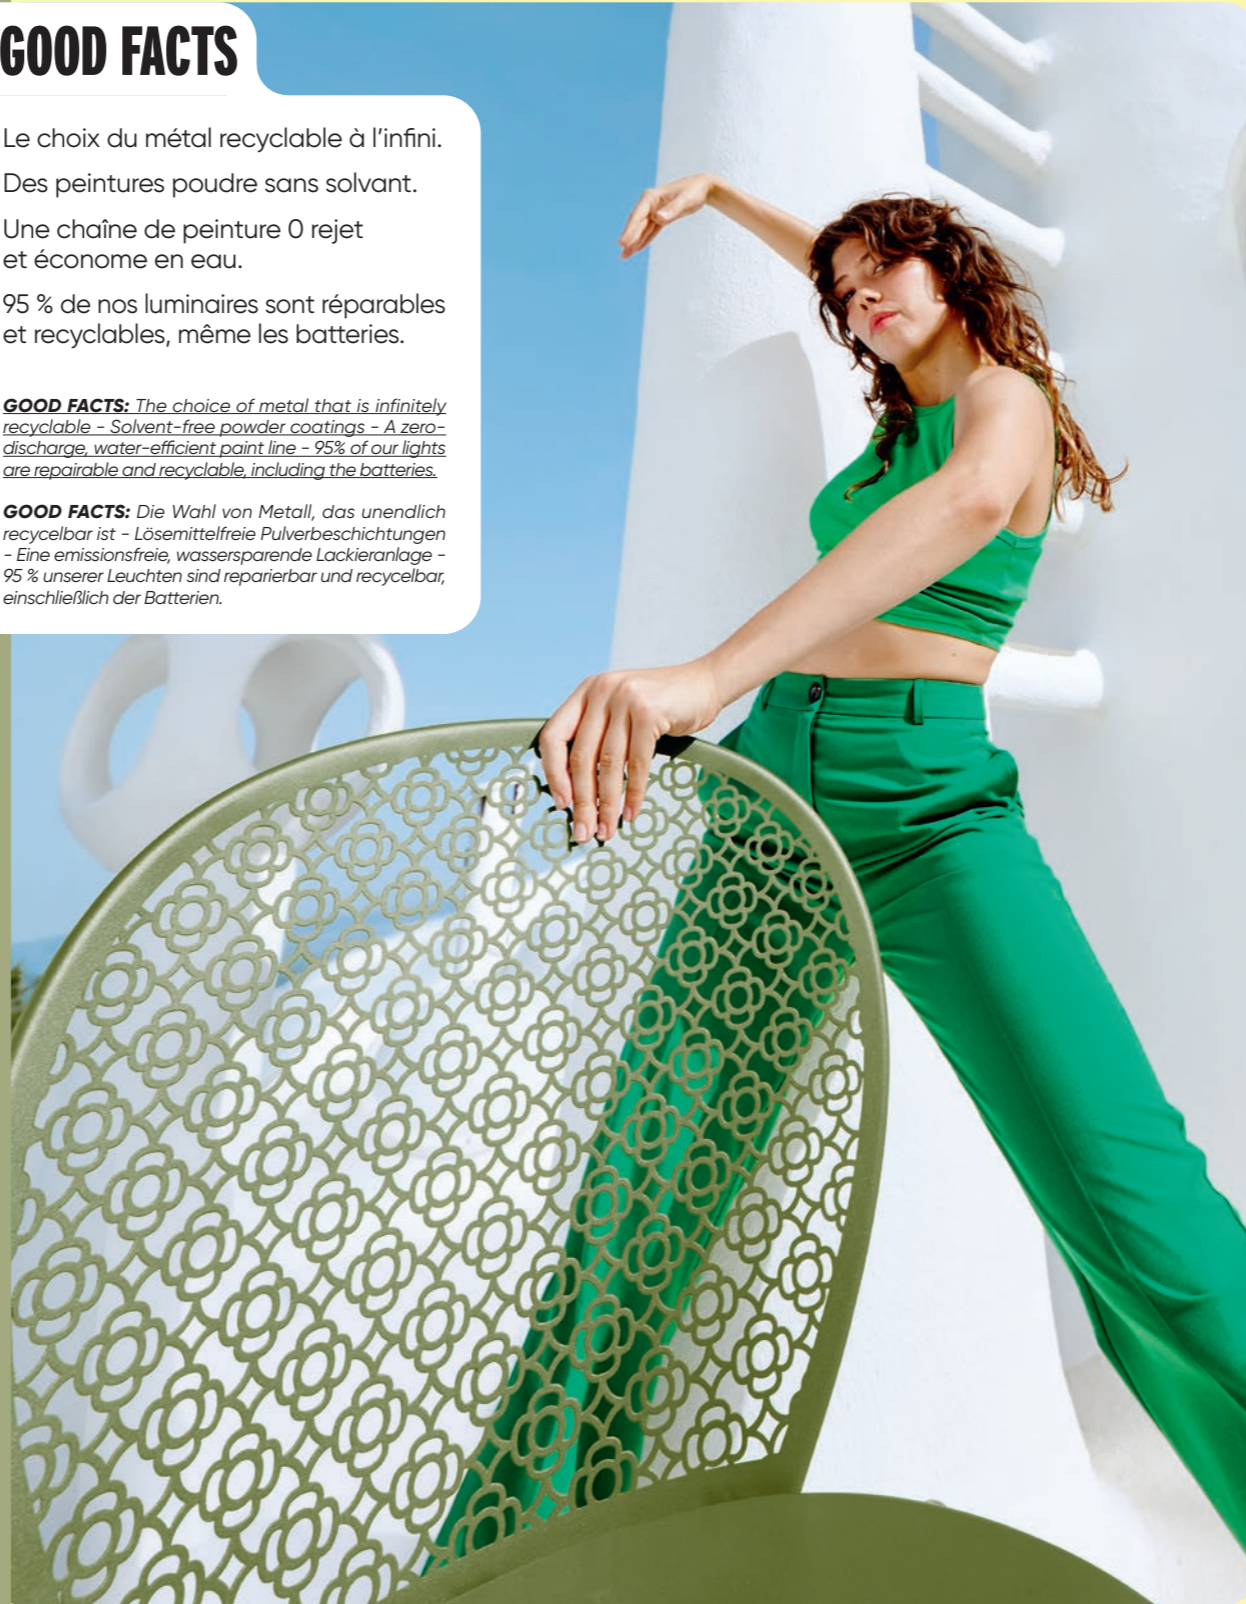 GOOD FACTS
Le choix du métal recyclable à l’infini.
Des peintures poudre sans solvant.
Une chaîne de peinture 0 rejet
et économe en eau.
95 % de nos luminaires sont réparables
et recyclables, même les batteries.
GOOD FACTS: The choice of metal that is infinitely
recyclable - Solvent-free powder coatings - A zero-
discharge, water-efficient paint line - 95% of our lights
are repairable and recyclable, including the batteries.
GOOD FACTS: Die Wahl von Metall, das unendlich
recycelbar ist - Lösemittelfreie Pulverbeschichtungen
- Eine emissionsfreie, wassersparende Lackieranlage -
95 % unserer Leuchten sind reparierbar und recycelbar,
einschließlich der Batterien.